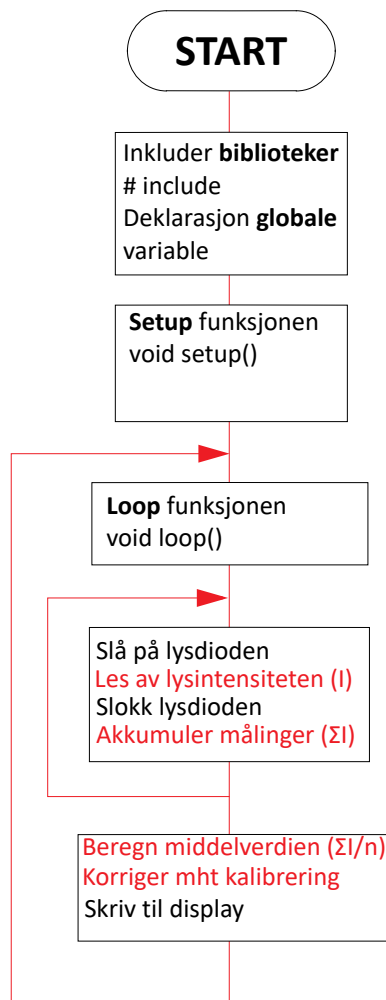 START
Inkluder biblioteker
# include
Deklarasjon globale
variable
Setup funksjonen
void setup()
Loop funksjonen
void loop()
Slå på lysdioden
Les av lysintensiteten (I)
Slokk lysdioden
Akkumuler målinger (ΣI)
Beregn middelverdien (ΣI/n)
Korriger mht kalibrering
Skriv til display